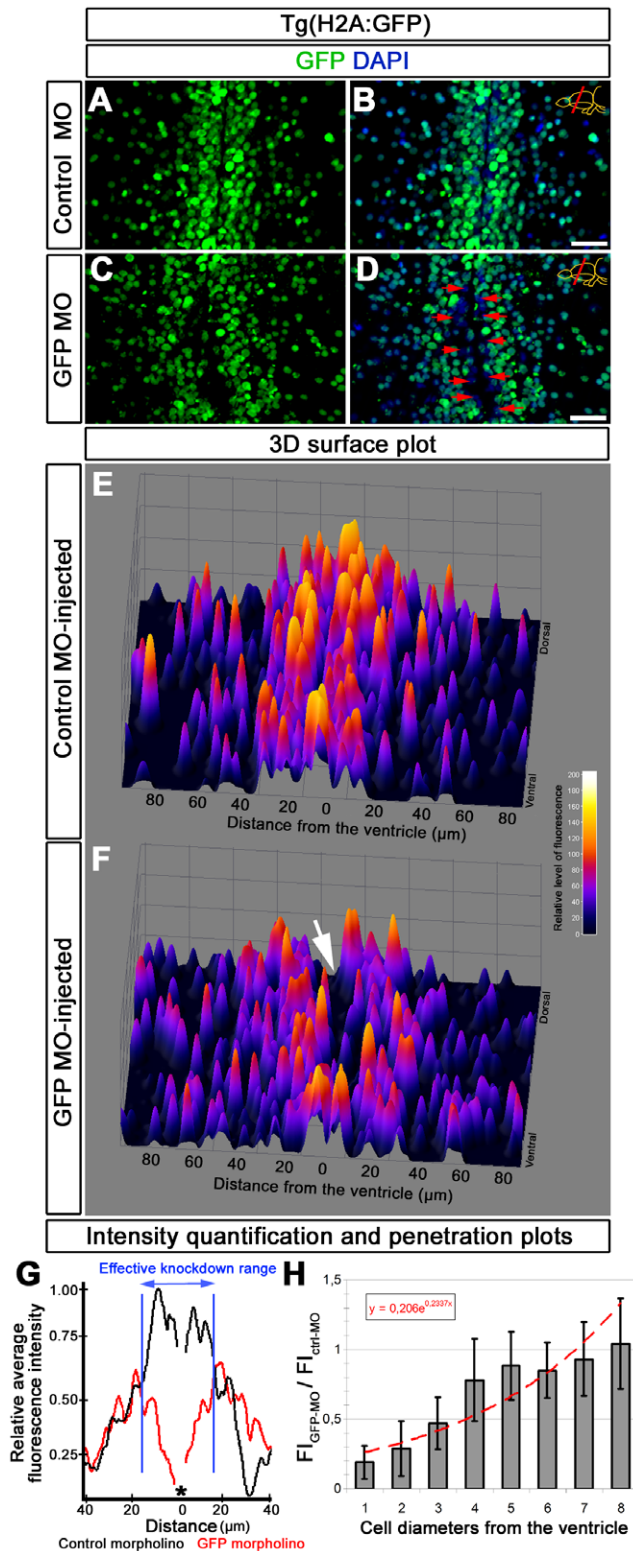 Tg(H2A:GFP)
GFP DAPI
Control MO
A
B
GFP MO
C
D
3D surface plot
Control MO-injected
E
Dorsal
Ventral
80 60 40 20 0 20 40 60 80
Distance from the ventricle (µm)
Relative level of fluorescence
200
180
160
140
120
100
80
60
40
20
0
GFP MO-injected
F
Dorsal
Ventral
80 60 40 20 0 20 40 60 80
Distance from the ventricle (µm)
Intensity quantification and penetration plots
G
Effective knockdown range
Relative average
fluorescence intensity
1.00
0.75
0.50
0.25
*
40 20 0 20 40
Distance (µm)
Control morpholino GFP morpholino
H
FI GFP-MO / FI ctrl-MO
1,5
1
0,5
0
y = 0,206e^0,2337x
1 2 3 4 5 6 7 8
Cell diameters from the ventricle